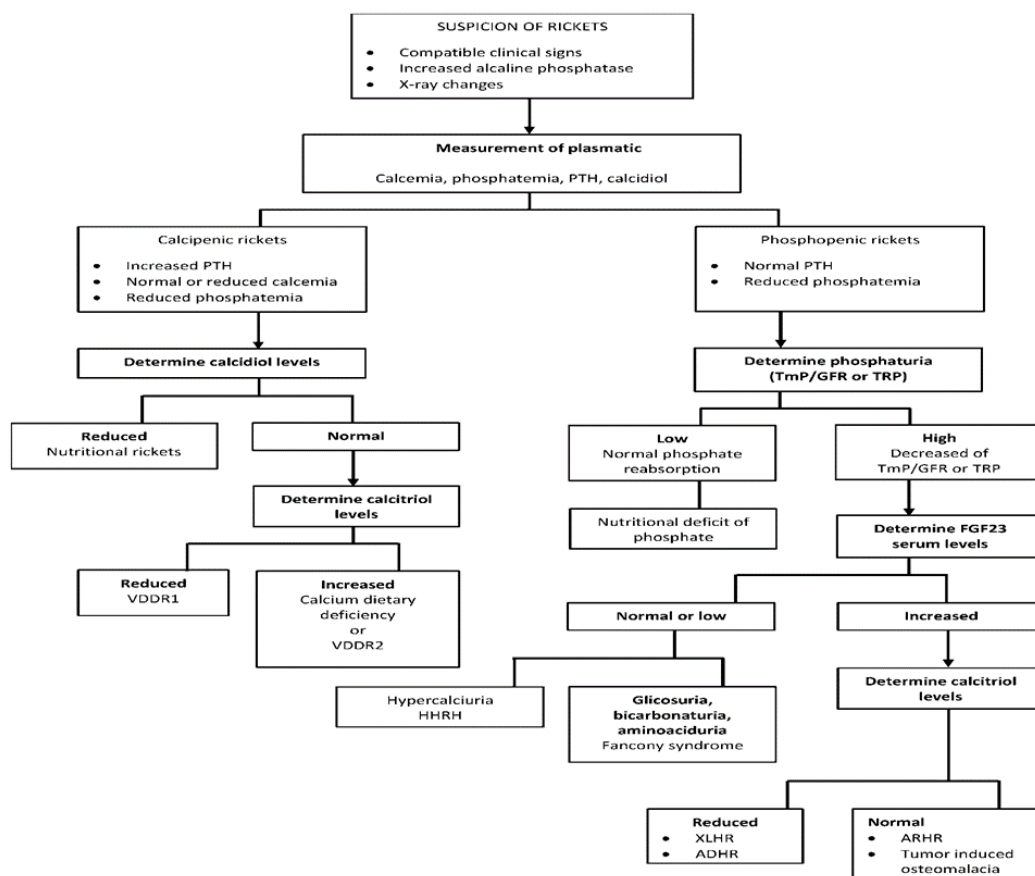 SUSPICION OF RICKETS
• Compatible clinical signs
• Increased alcaline phosphatase
• X-ray changes
Measurement of plasmatic
Calcemia, phosphatemia, PTH, calcidiol
Calcipenic rickets
• Increased PTH
• Normal or reduced calcemia
• Reduced phosphatemia
Phosphopenic rickets
• Normal PTH
• Reduced phosphatemia
Determine calcidiol levels
Determine phosphaturia
(TmP/GFR or TRP)
Reduced
Nutritional rickets
Normal
Low
Normal phosphate
reabsorption
High
Decreased of
TmP/GFR or TRP
Determine calcitriol
levels
Nutritional deficit of
phosphate
Determine FGF23
serum levels
Reduced
VDDR1
Increased
Calcium dietary
deficiency
or
VDDR2
Normal or low
Increased
Hypercalciuria
HHRH
Glicosuria,
bicarbonaturia,
aminoaciduria
Fancony syndrome
Determine calcitriol
levels
Reduced
• XLHR
• ADHR
Normal
• ARHR
• Tumor induced
osteomalacia